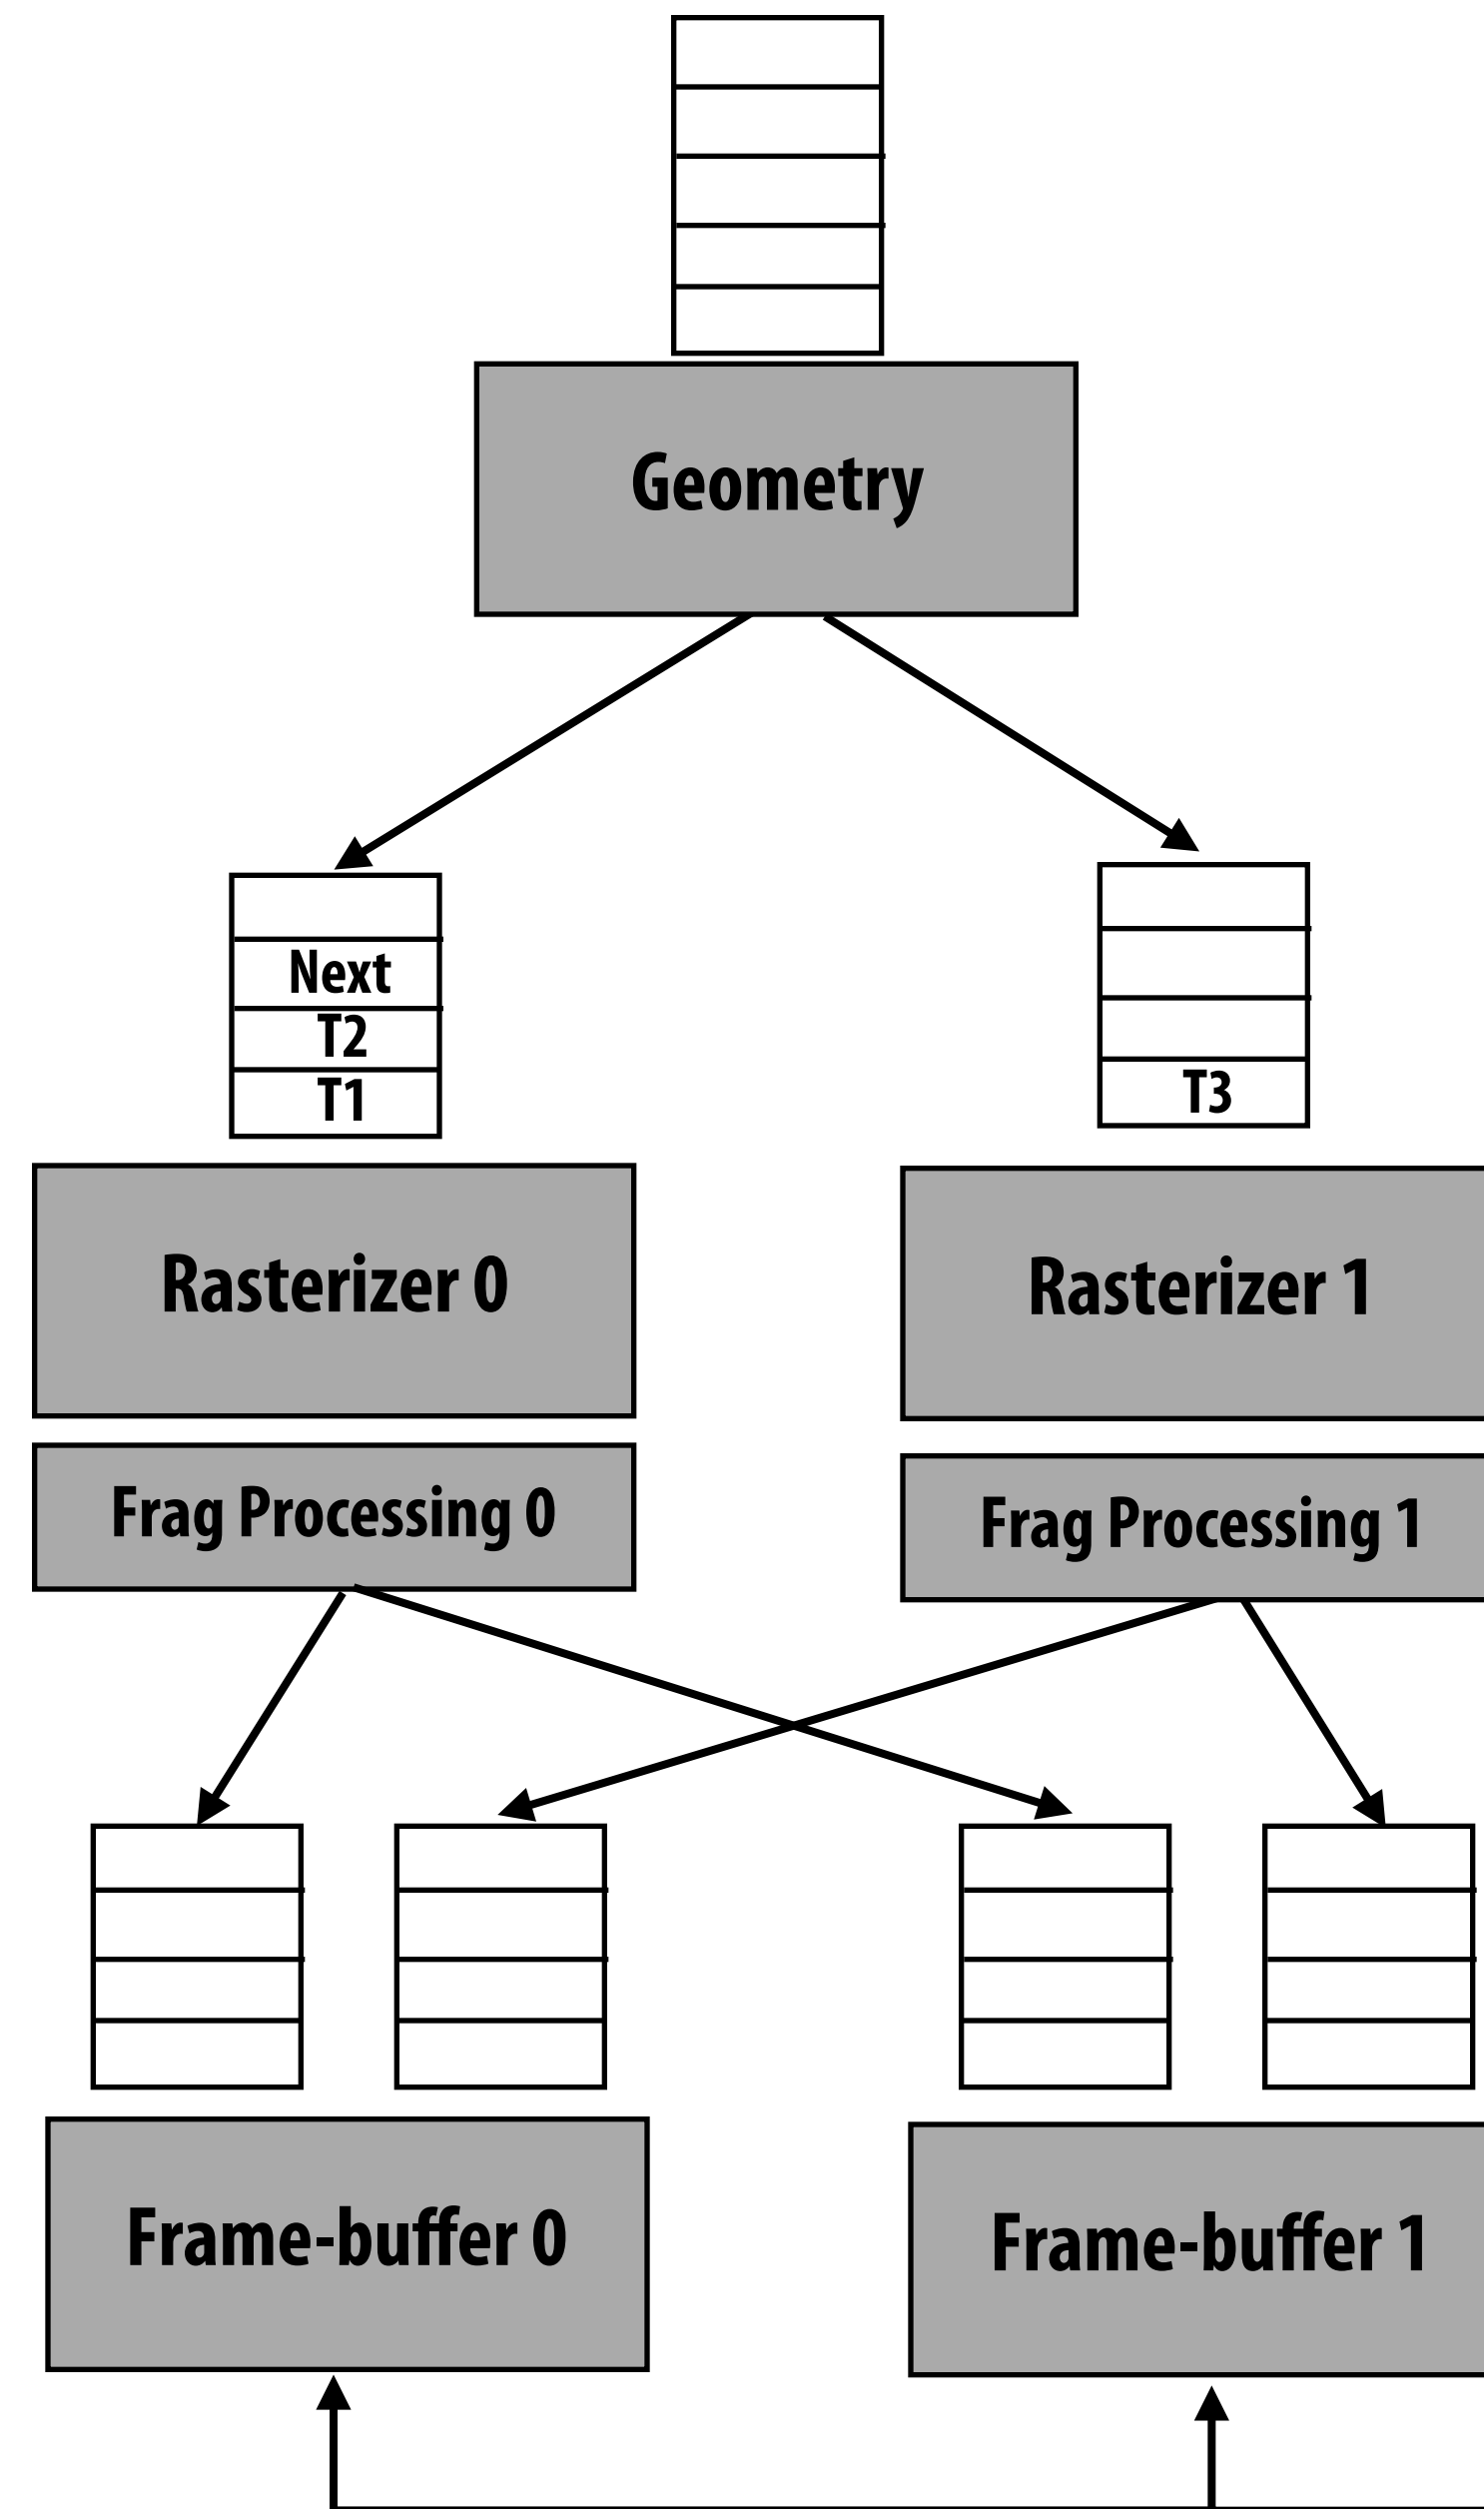 Geometry
Next
T2
T1
T3
Rasterizer 0
Rasterizer 1
Frag Processing 0
Frag Processing 1
Frame-buffer 0
Frame-buffer 1